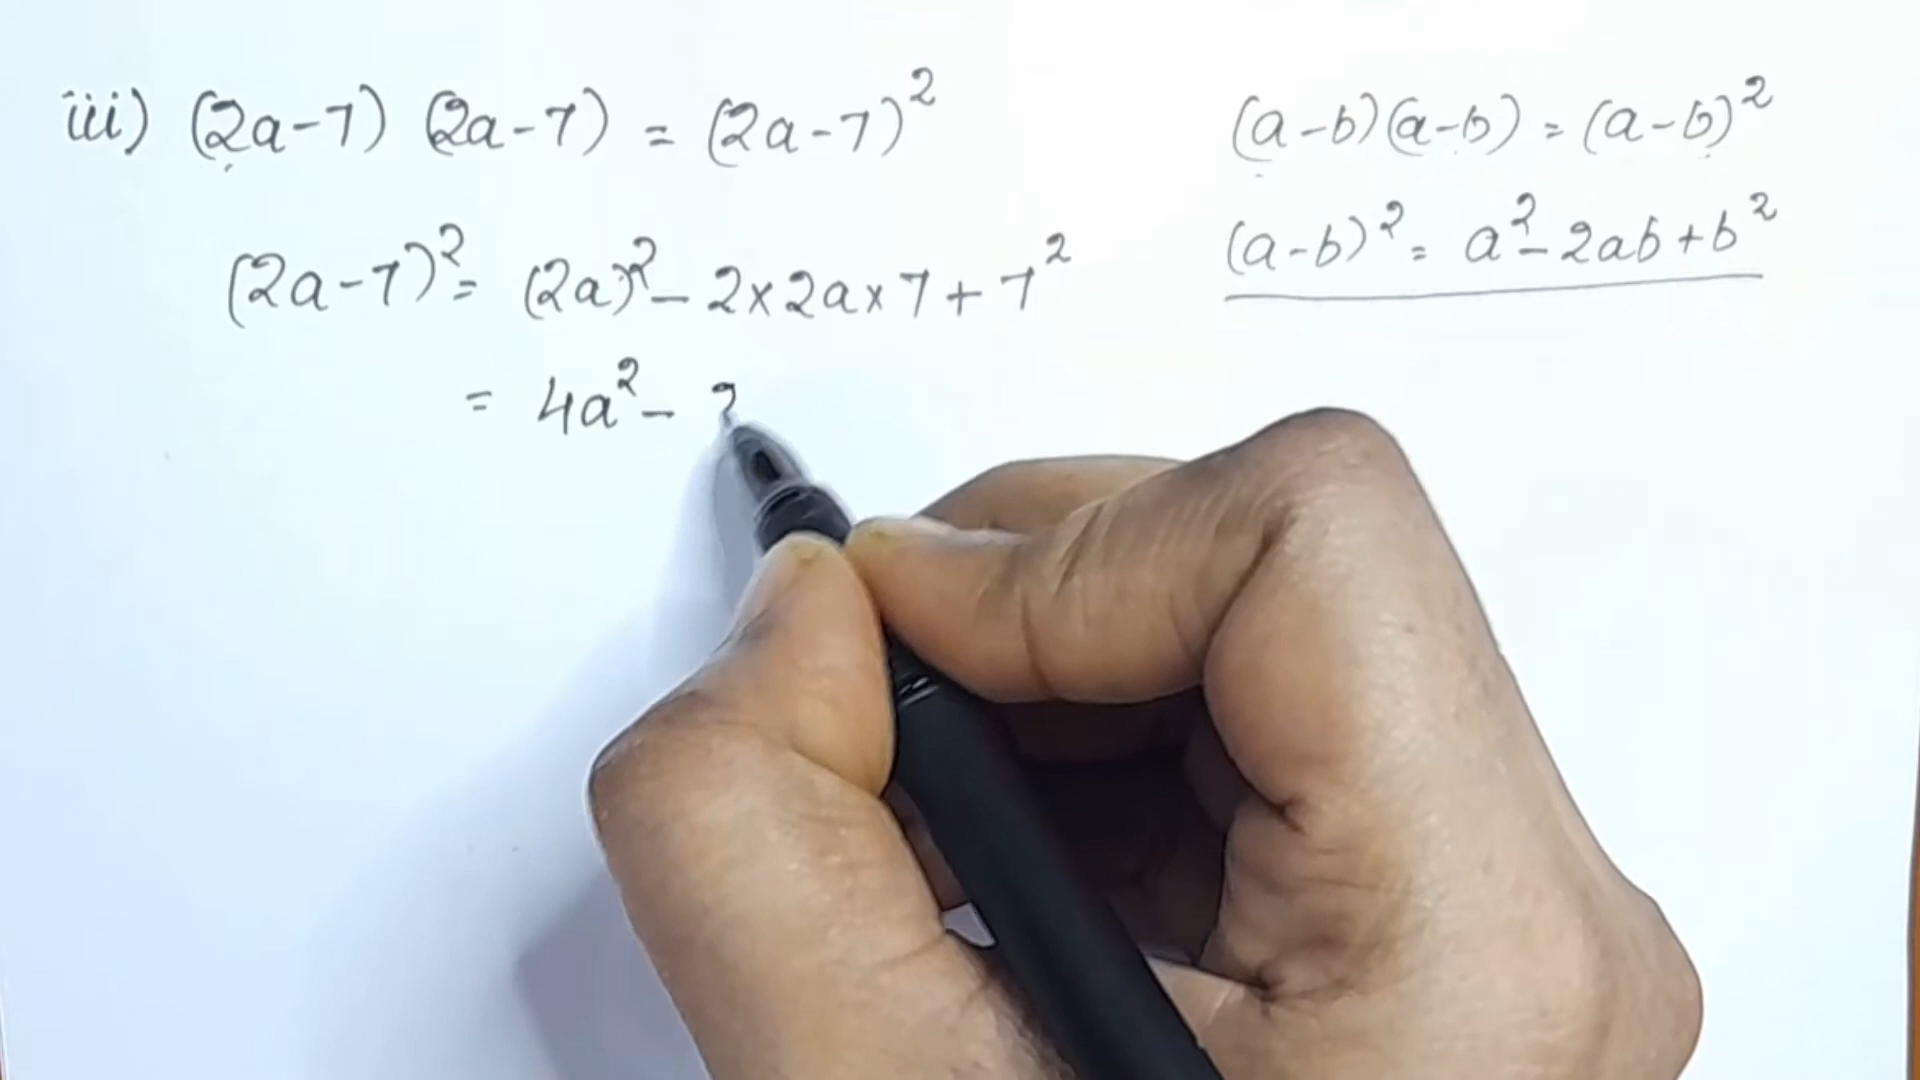 iii) (2a-7) (2a-7) = (2a-7)²
(2a-7)² = (2a)² - 2×2a×7 + 7²
= 4a² - 2
(a-b)(a-b) = (a-b)²
(a-b)² = a² - 2ab + b²